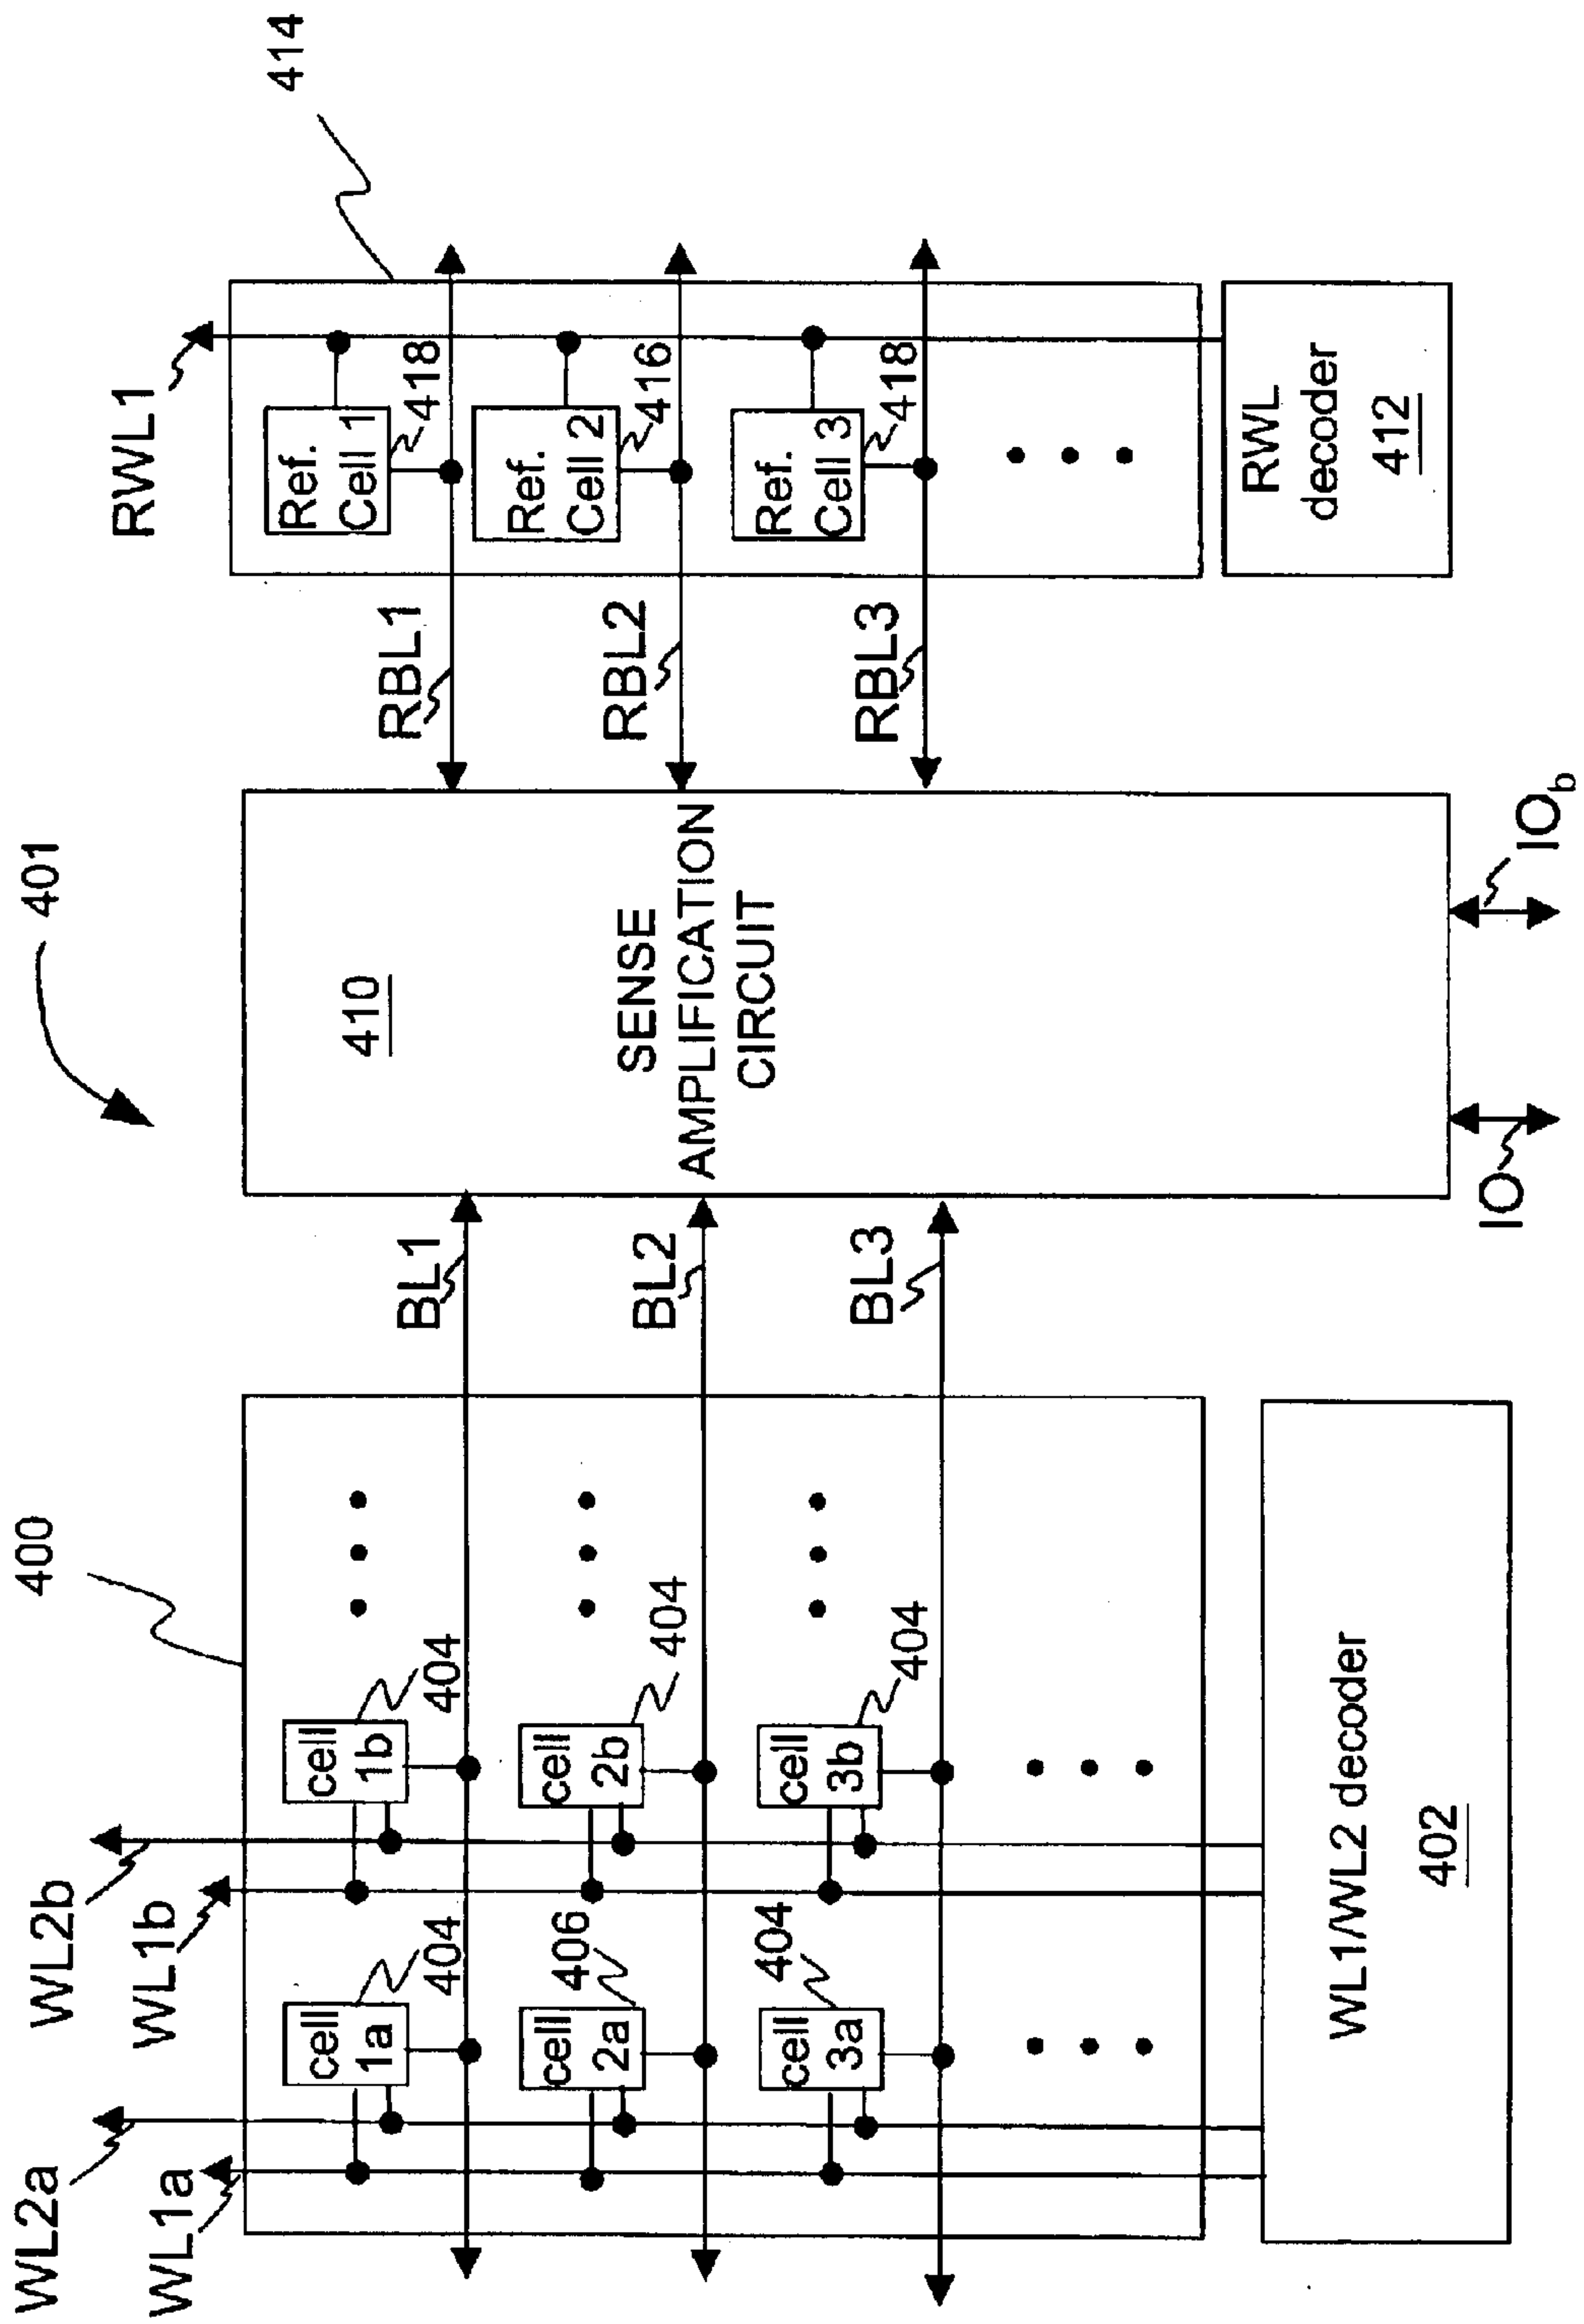 401
400
414
WL2a
WL1a
WL2b
WL1b
RWL1
cell
1a
404
cell
1b
404
BL1
410
RBL1
Ref.
Cell 1
418
cell
2a
406
cell
2b
404
BL2
SENSE
AMPLIFICATION
CIRCUIT
RBL2
Ref.
Cell 2
416
cell
3a
404
cell
3b
404
BL3
RBL3
Ref.
Cell 3
418
WL1/WL2 decoder
402
RWL
decoder
412
IO
IOb